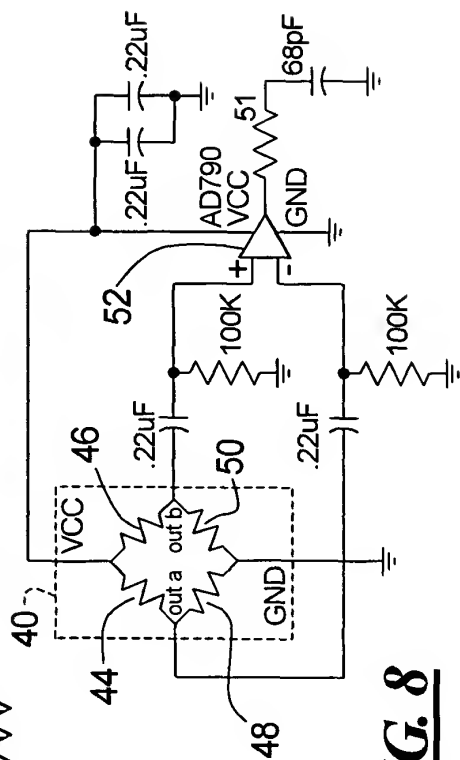 .22uF
.22uF
40
VCC
44
46
out a
out b
48
50
GND
.22uF
100K
52
AD790
VCC
+
-
GND
51
68pF
.22uF
100K
G. 8